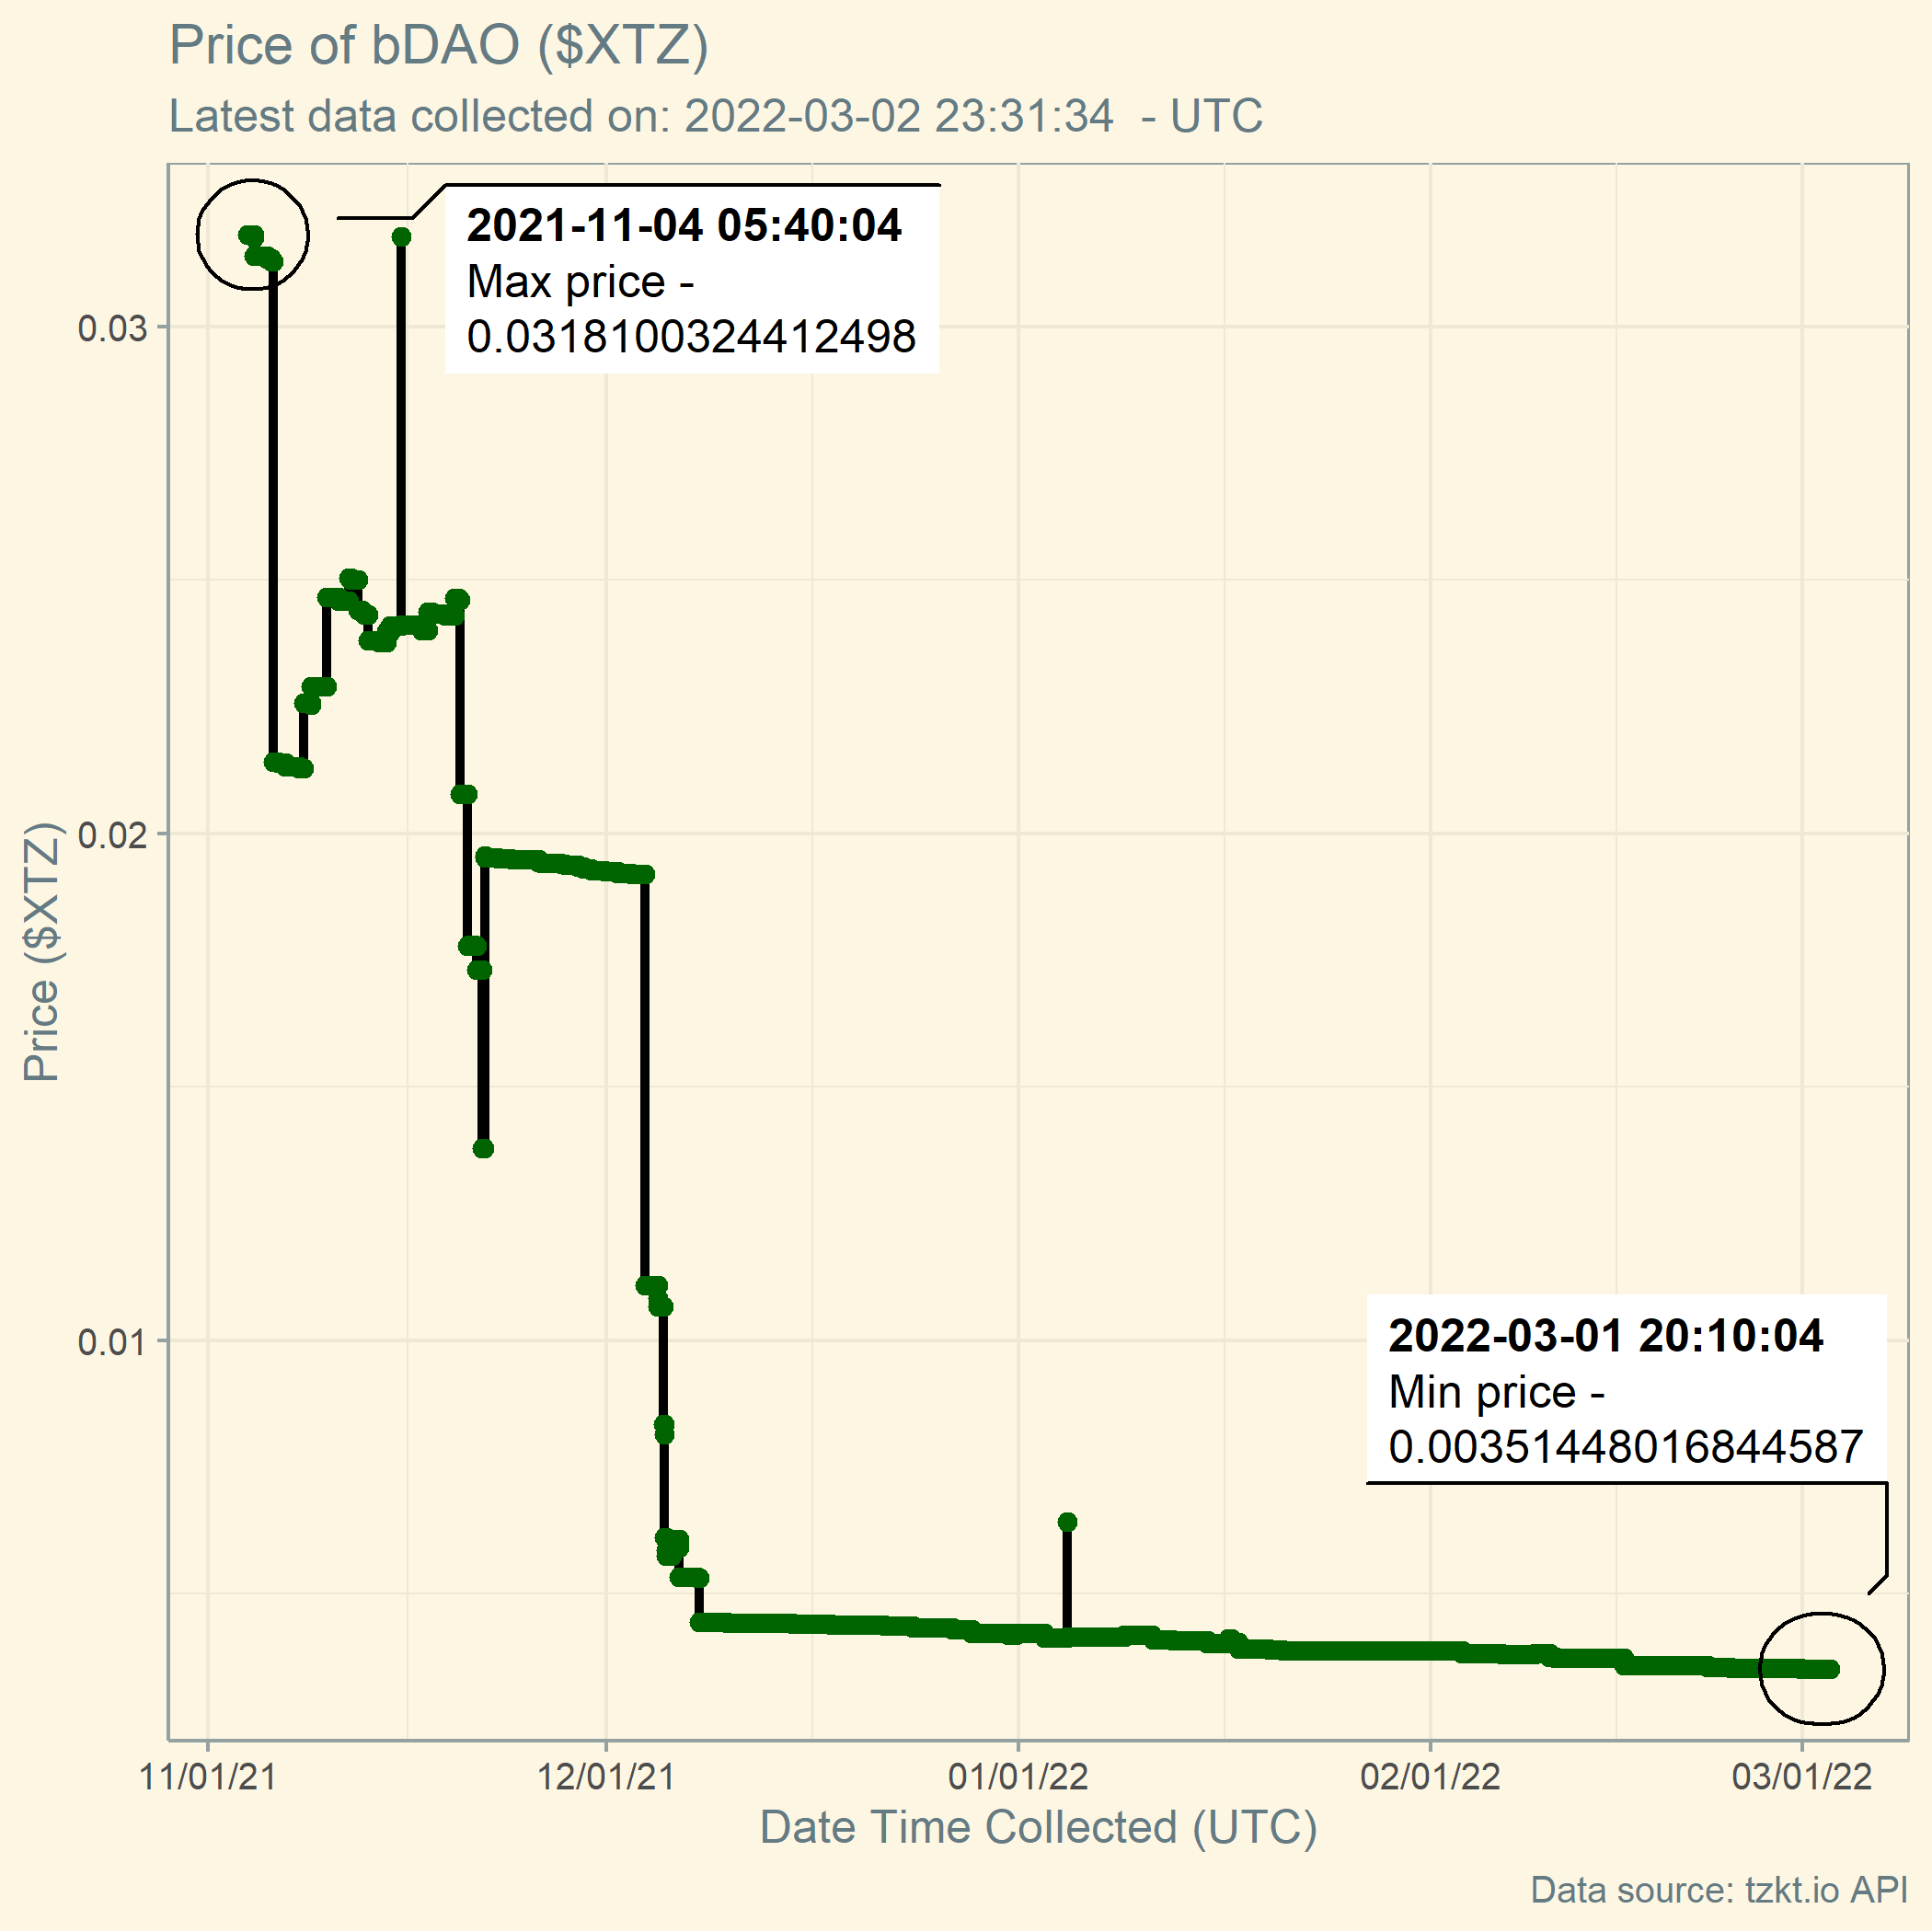 Price of bDAO ($XTZ)
Latest data collected on: 2022-03-02 23:31:34  - UTC
2021-11-04 05:40:04
Max price -
0.0318100324412498
0.03
0.02
0.01
Price ($XTZ)
2022-03-01 20:10:04
Min price -
0.00351448016844587
11/01/21
12/01/21
01/01/22
02/01/22
03/01/22
Date Time Collected (UTC)
Data source: tzkt.io API